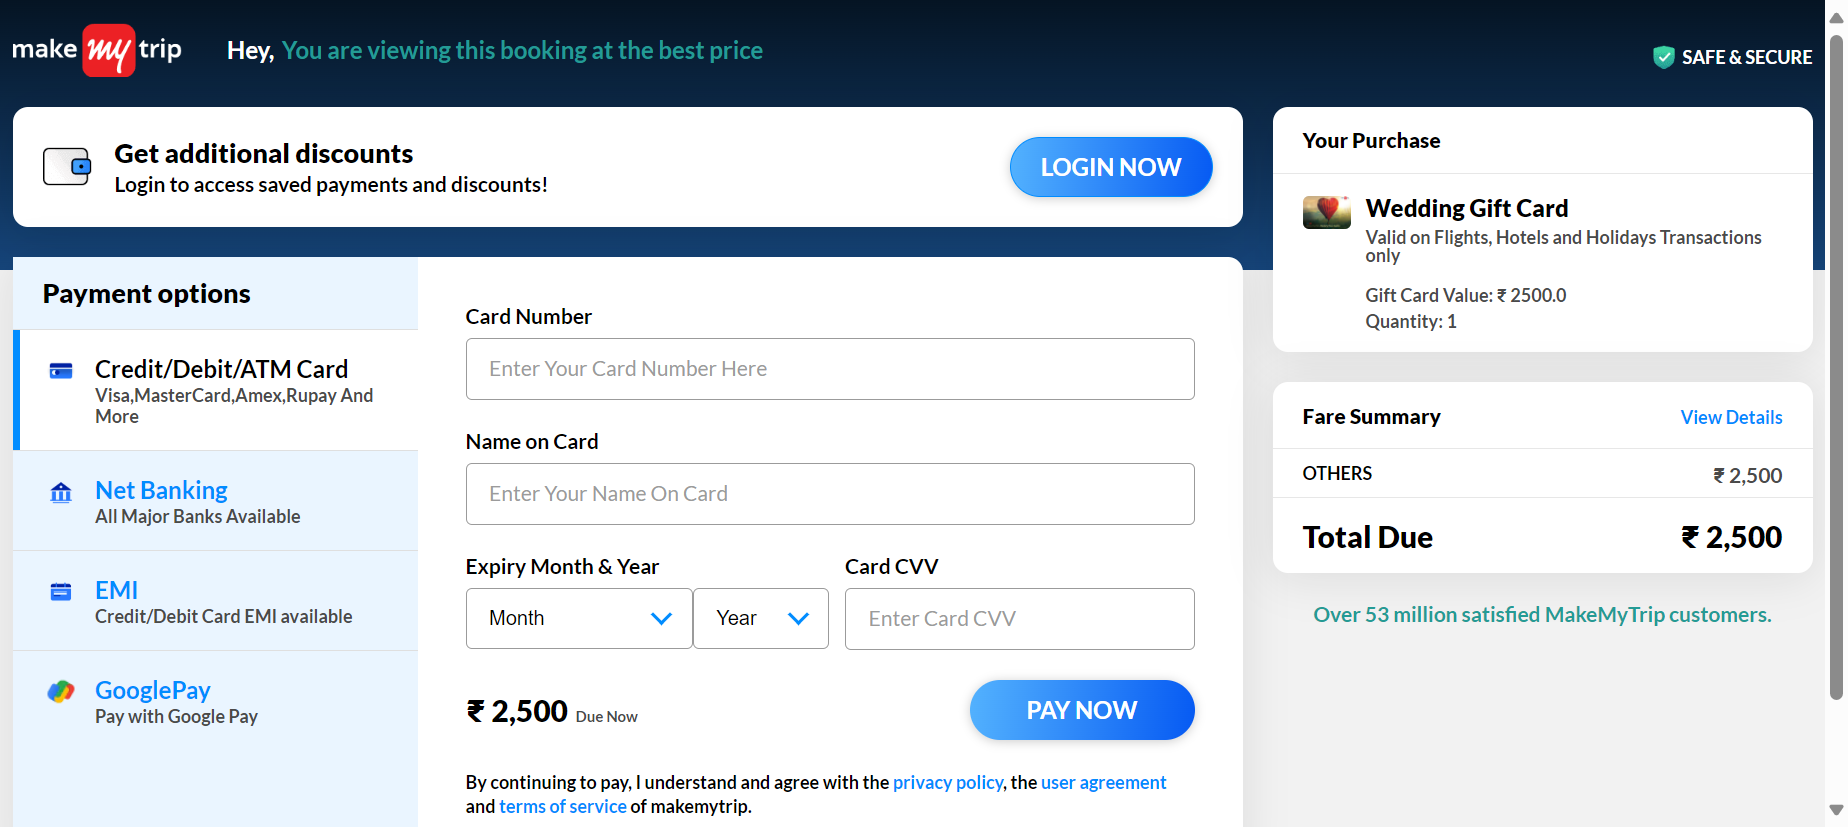 make my trip
Hey, You are viewing this booking at the best price
SAFE & SECURE
Get additional discounts
Login to access saved payments and discounts!
LOGIN NOW
Payment options
Credit/Debit/ATM Card
Visa,MasterCard,Amex,Rupay And
More
Net Banking
All Major Banks Available
EMI
Credit/Debit Card EMI available
GooglePay
Pay with Google Pay
Card Number
Enter Your Card Number Here
Name on Card
Enter Your Name On Card
Expiry Month & Year
Card CVV
Month
Year
Enter Card CVV
₹ 2,500 Due Now
PAY NOW
By continuing to pay, I understand and agree with the privacy policy, the user agreement
and terms of service of makemytrip.
Your Purchase
Wedding Gift Card
Valid on Flights, Hotels and Holidays Transactions
only
Gift Card Value: ₹ 2500.0
Quantity: 1
Fare Summary
View Details
OTHERS
₹ 2,500
Total Due
₹ 2,500
Over 53 million satisfied MakeMyTrip customers.